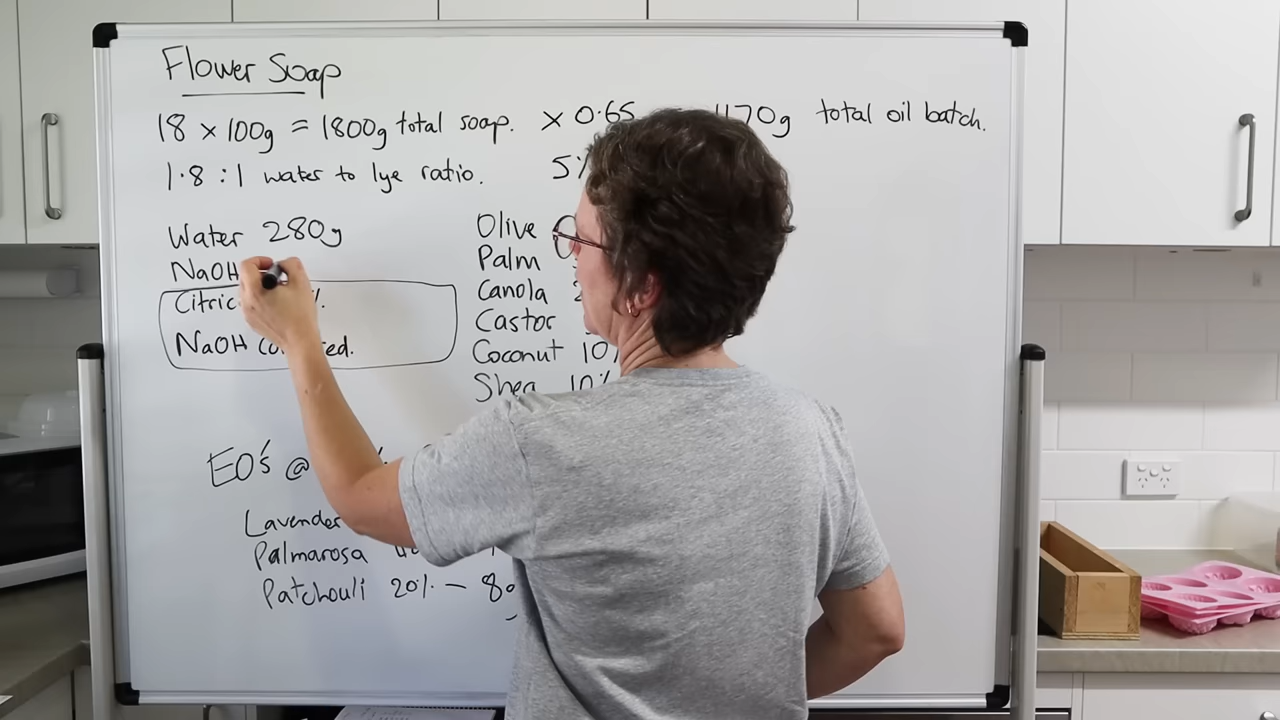 Flower Soap
18 x 100g = 1800g total soap. x 0.65 1170g total oil batch.
1.8 : 1 water to lye ratio. 5%
Water 280g
NaOH
Citric
NaOH
Olive
Palm
Canola
Castor
Coconut 10%
Shea 10%
EO's @
Lavender
Palmarosa
Patchouli 20% -